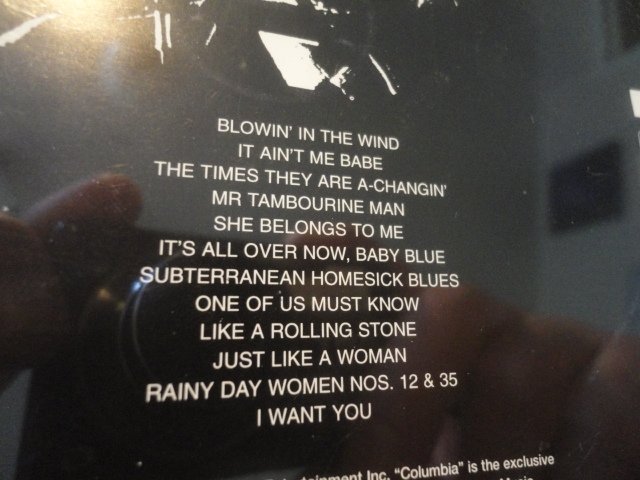 BLOWIN' IN THE WIND
IT AIN'T ME BABE
THE TIMES THEY ARE A-CHANGIN'
MR TAMBOURINE MAN
SHE BELONGS TO ME
IT'S ALL OVER NOW, BABY BLUE
SUBTERRANEAN HOMESICK BLUES
ONE OF US MUST KNOW
LIKE A ROLLING STONE
JUST LIKE A WOMAN
RAINY DAY WOMEN NOS. 12 & 35
I WANT YOU
Inc. "Columbia" is the exclusive